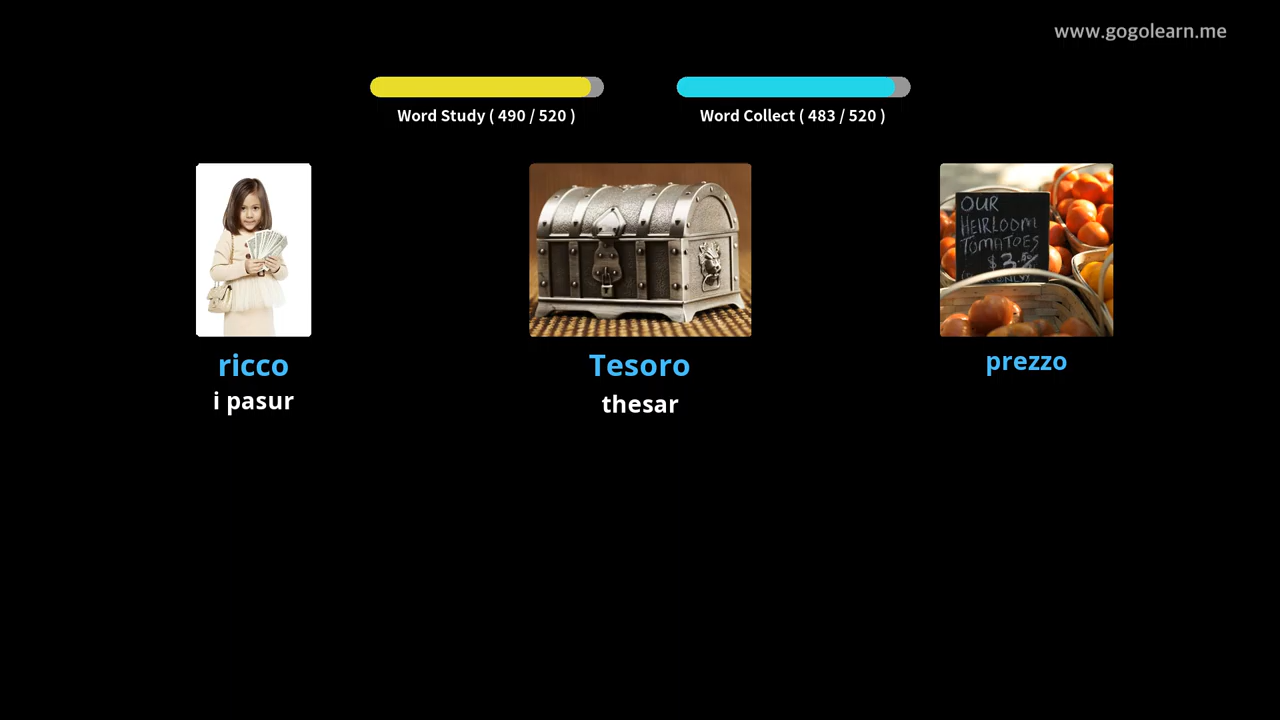 www.gogolearn.me
Word Study ( 490 / 520 )
Word Collect ( 483 / 520 )
OUR
HEIRLOOM
TOMATOES
$3.
ricco
Tesoro
prezzo
i pasur
thesar